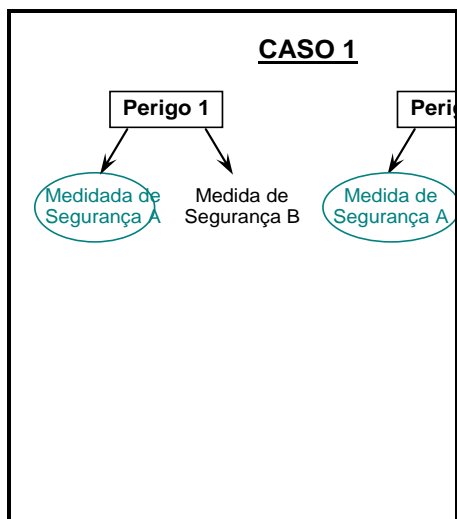 CASO 1
Perigo 1
Medidada de
Segurança A
Medida de
Segurança B
Medida de
Segurança A